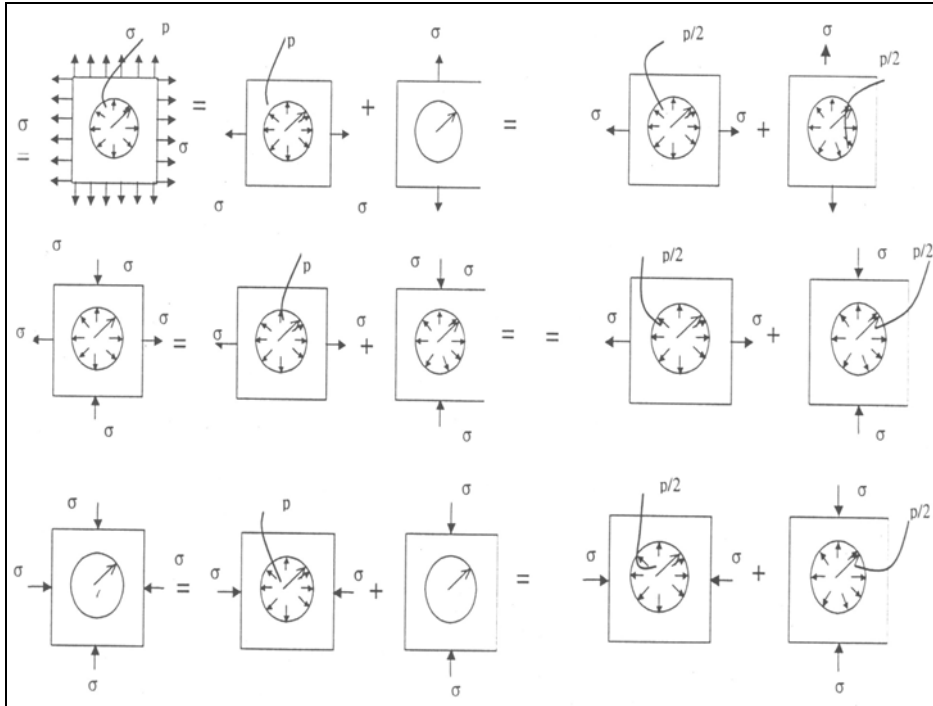 σ p p σ p/2 σ p/2
= + =
σ = σ σ σ +
σ σ
σ σ p σ σ p/2 σ p/2
σ σ = σ σ + = = σ σ +
σ σ σ
σ p σ p/2 σ p/2
σ σ = σ σ + = σ σ +
σ σ σ